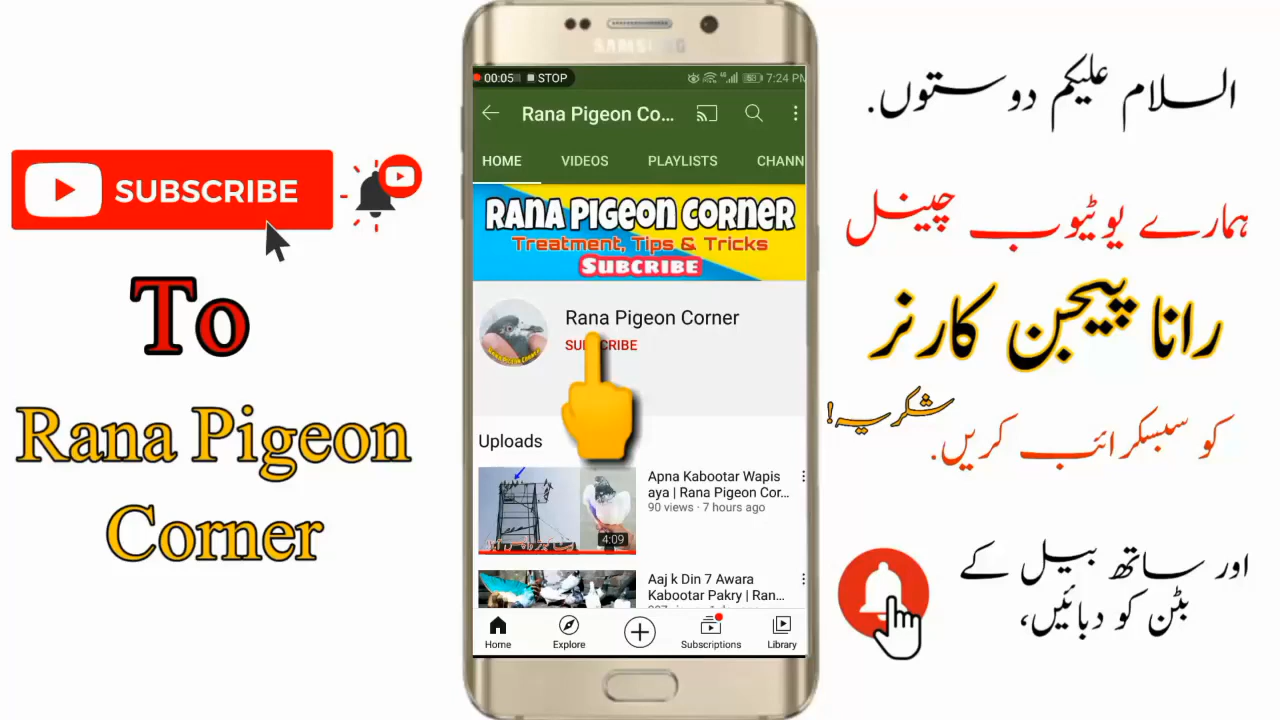 SUBSCRIBE
To
Rana Pigeon
Corner
SAMSUNG
00:05 STOP
7:24 PM
Rana Pigeon Co...
HOME VIDEOS PLAYLISTS CHANN
RANA PIGEON CORNER
Treatment, Tips & Tricks
SUBCRIBE
Rana Pigeon Corner
SUBSCRIBE
Uploads
Apna Kabootar Wapis
aya | Rana Pigeon Cor...
90 views · 7 hours ago
4:09
Aaj k Din 7 Awara
Kabootar Pakry | Ran...
Home Explore Subscriptions Library
السلام علیکم دوستوں.
ہمارے یوٹیوب چینل
رانا پیجن کارنر
کو سبسکرائب کریں.
شکریہ!
اور ساتھ بیل کے
بٹن کو دبائیں،